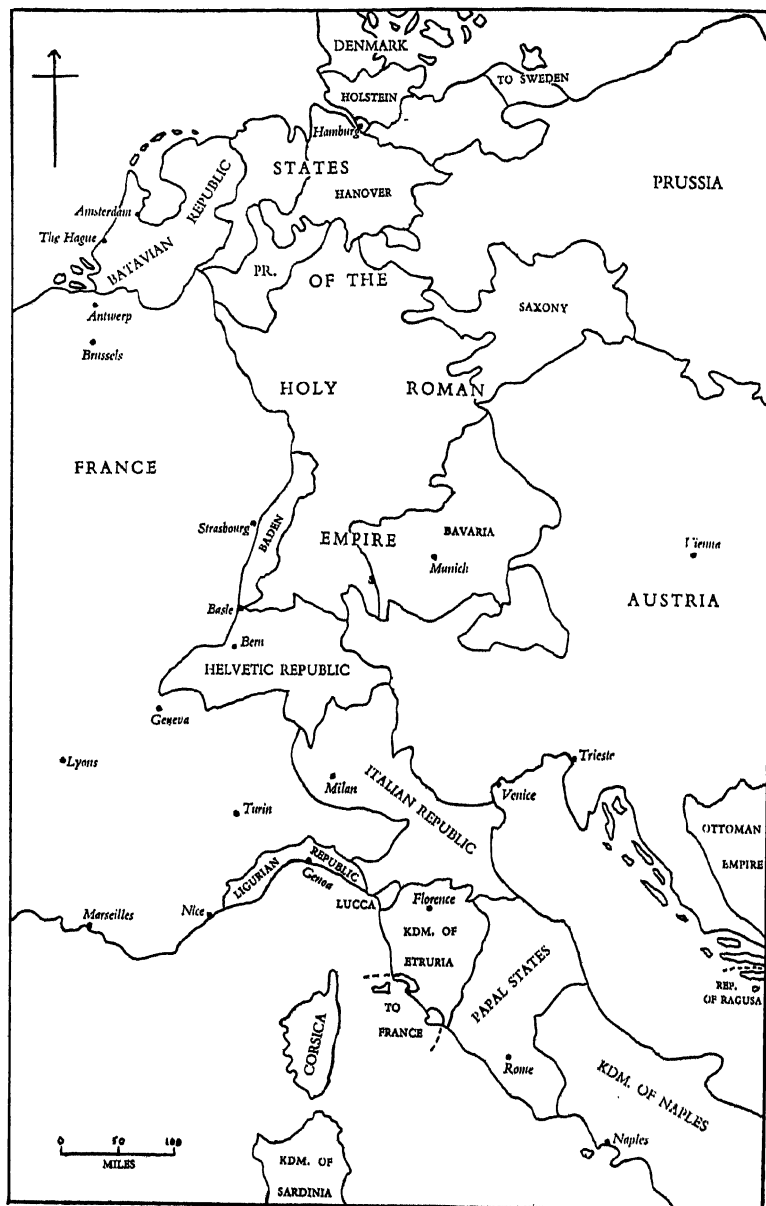 DENMARK
TO SWEDEN
HOLSTEIN
Hamburg
STATES
HANOVER
PRUSSIA
BATAVIAN REPUBLIC
Amsterdam
The Hague
PR.
OF THE
SAXONY
Antwerp
Brussels
HOLY ROMAN
FRANCE
Strasbourg
BADEN
EMPIRE
BAVARIA
Munich
Vienna
S
AUSTRIA
Basle
Bern
HELVETIC REPUBLIC
Geneva
Lyons
Milan
ITALIAN REPUBLIC
Venice
Trieste
Turin
OTTOMAN
EMPIRE
LIGURIAN REPUBLIC
Genoa
LUCCA
Florence
Marseilles
Nice
KDM. OF
ETRURIA
PAPAL STATES
REP.
OF RAGUSA
TO
FRANCE
CORSICA
Rome
KDM. OF NAPLES
Naples
0 50 100
MILES
KDM. OF
SARDINIA